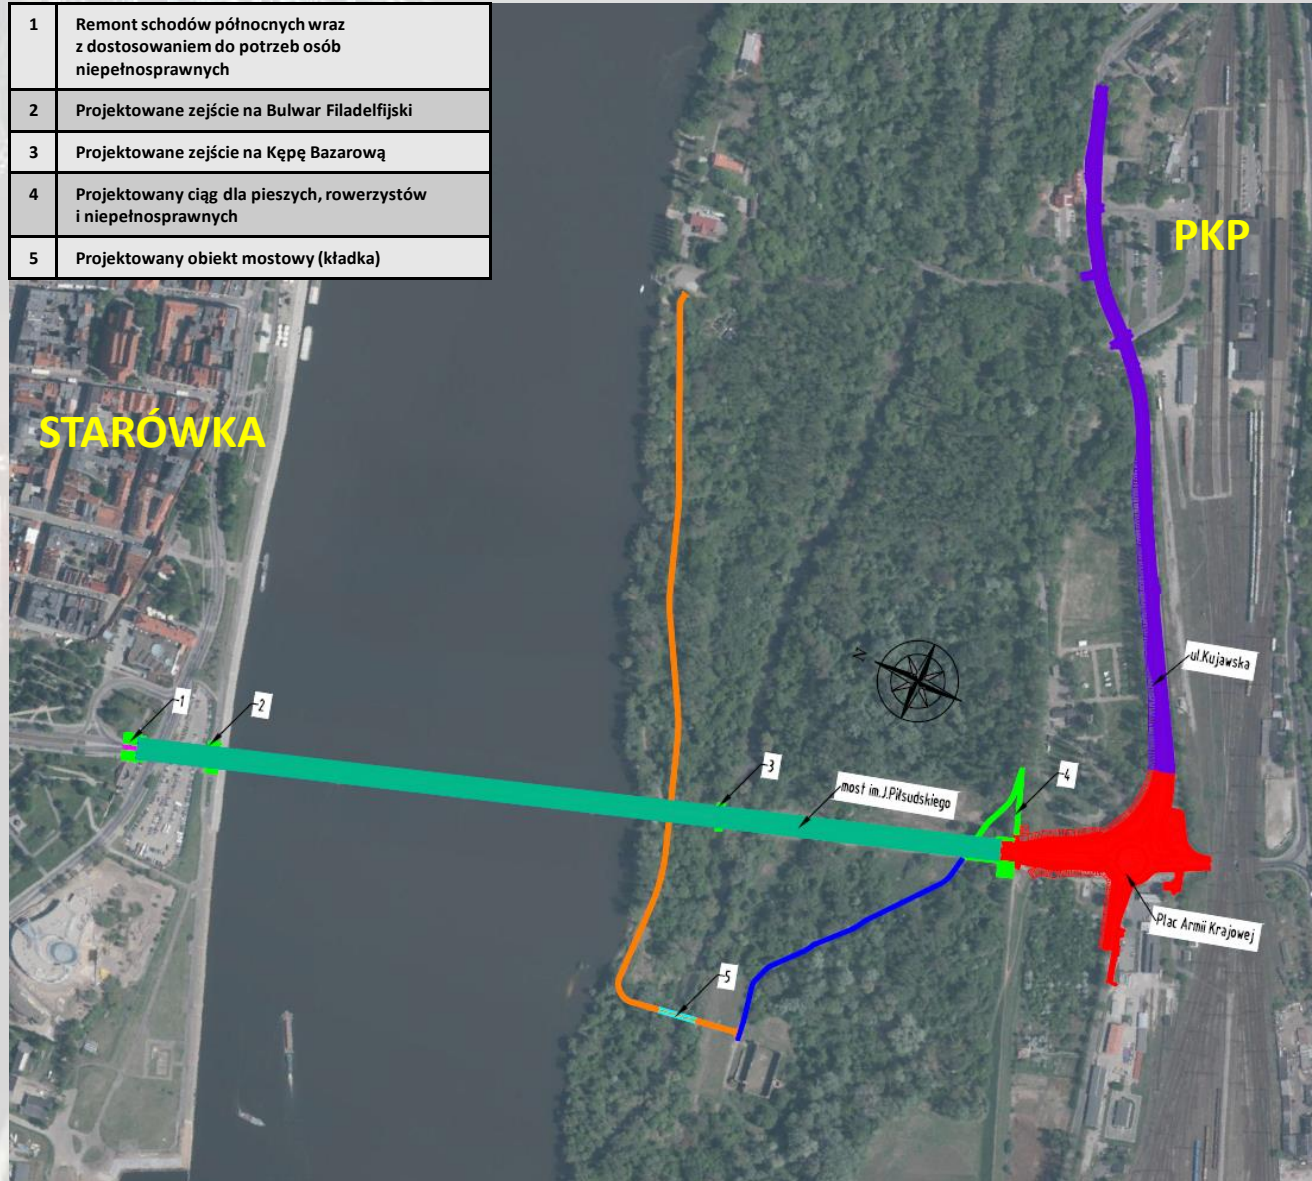 1 Remont schodów północnych wraz
z dostosowaniem do potrzeb osób
niepełnosprawnych
2 Projektowane zejście na Bulwar Filadelfijski
3 Projektowane zejście na Kępę Bazarową
4 Projektowany ciąg dla pieszych, rowerzystów
i niepełnosprawnych
5 Projektowany obiekt mostowy (kładka)
PKP
STARÓWKA
N
ul.Kujawska
1
2
3
most im.J.Piłsudskiego
4
Plac Armii Krajowej
5